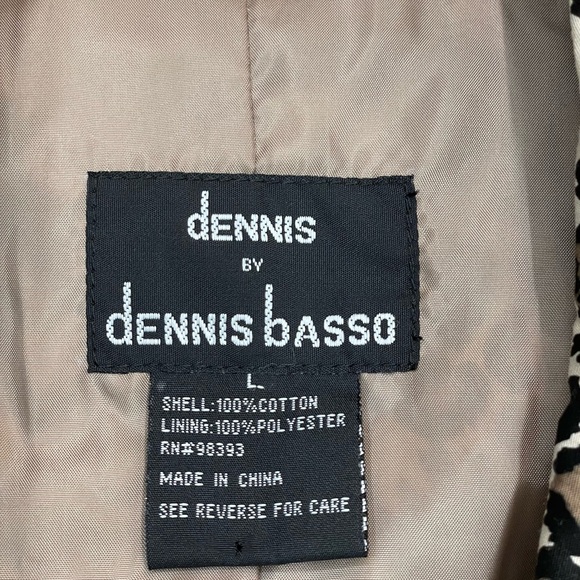 dENNIS
BY
dENNIS bASSO
L
SHELL:100%COTTON
LINING:100%POLYESTER
RN#98393
MADE IN CHINA
SEE REVERSE FOR CARE